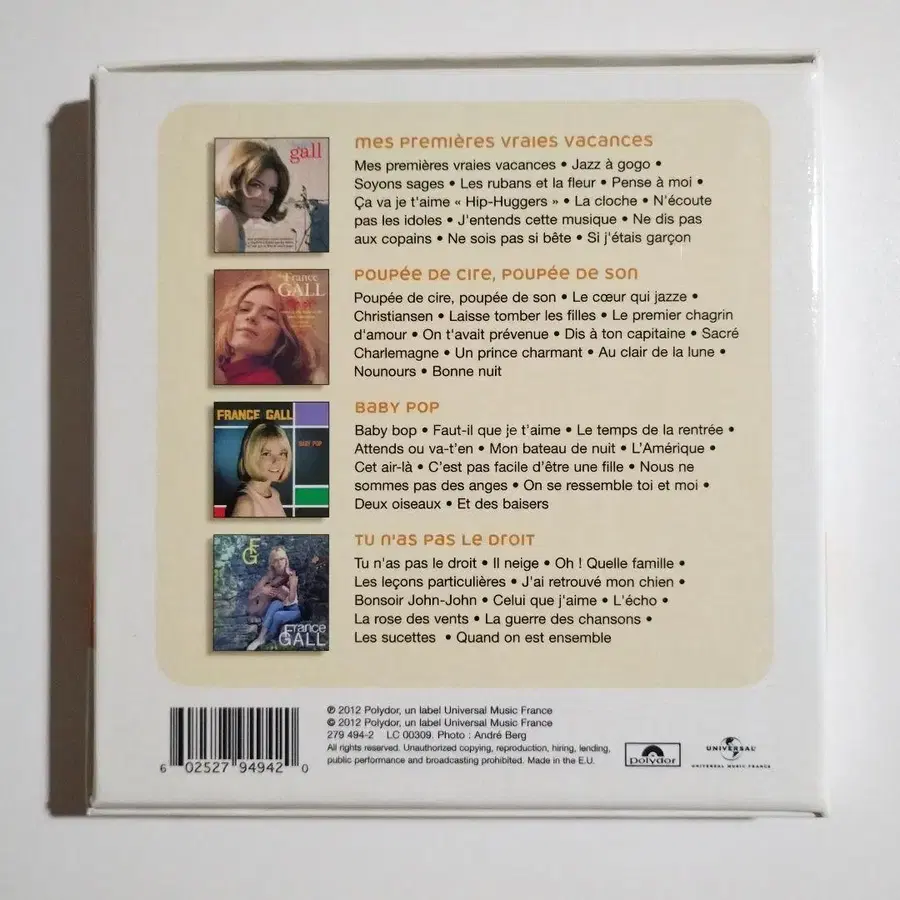 gall
mes premières vraies vacances
Mes premières vraies vacances • Jazz à gogo •
Soyons sages • Les rubans et la fleur • Pense à moi •
Ça va je t'aime « Hip-Huggers » • La cloche • N'écoute
pas les idoles • J'entends cette musique • Ne dis pas
aux copains • Ne sois pas si bête • Si j'étais garçon
France
GALL
POUPÉE DE CIRE, POUPÉE DE SON
Poupée de cire, poupée de son • Le cœur qui jazze •
Christiansen • Laisse tomber les filles • Le premier chagrin
d'amour • On t'avait prévenue • Dis à ton capitaine • Sacré
Charlemagne • Un prince charmant • Au clair de la lune •
Nounours • Bonne nuit
FRANCE GALL
BABY POP
BABY POP
Baby bop • Faut-il que je t'aime • Le temps de la rentrée •
Attends ou va-t'en • Mon bateau de nuit • L'Amérique •
Cet air-là • C'est pas facile d'être une fille • Nous ne
sommes pas des anges • On se ressemble toi et moi •
Deux oiseaux • Et des baisers
FG
France
GALL
TU N'AS PAS LE DROIT
Tu n'as pas le droit • Il neige • Oh ! Quelle famille •
Les leçons particulières • J'ai retrouvé mon chien •
Bonsoir John-John • Celui que j'aime • L'écho •
La rose des vents • La guerre des chansons •
Les sucettes • Quand on est ensemble
6 02527 94942 0
℗ 2012 Polydor, un label Universal Music France
© 2012 Polydor, un label Universal Music France
279 494-2 LC 00309. Photo : André Berg
All rights reserved. Unauthorized copying, reproduction, hiring, lending,
public performance and broadcasting prohibited. Made in the E.U.
polydor
UNIVERSAL
UNIVERSAL MUSIC FRANCE